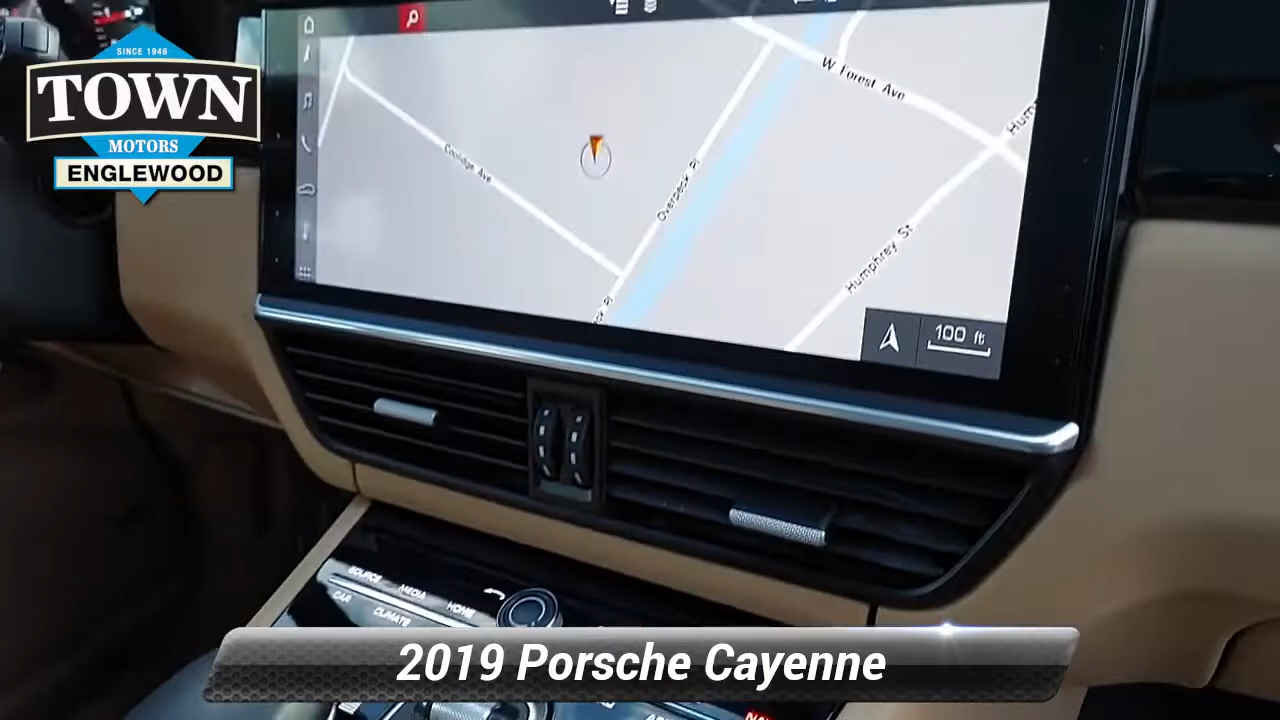 SINCE 1946
TOWN
MOTORS
ENGLEWOOD
W Forest Ave
Coolidge Ave
Overpeck Pl
Humphrey St
100 ft
SOURCE
MEDIA
HOME
CAR
CLIMATE
2019 Porsche Cayenne